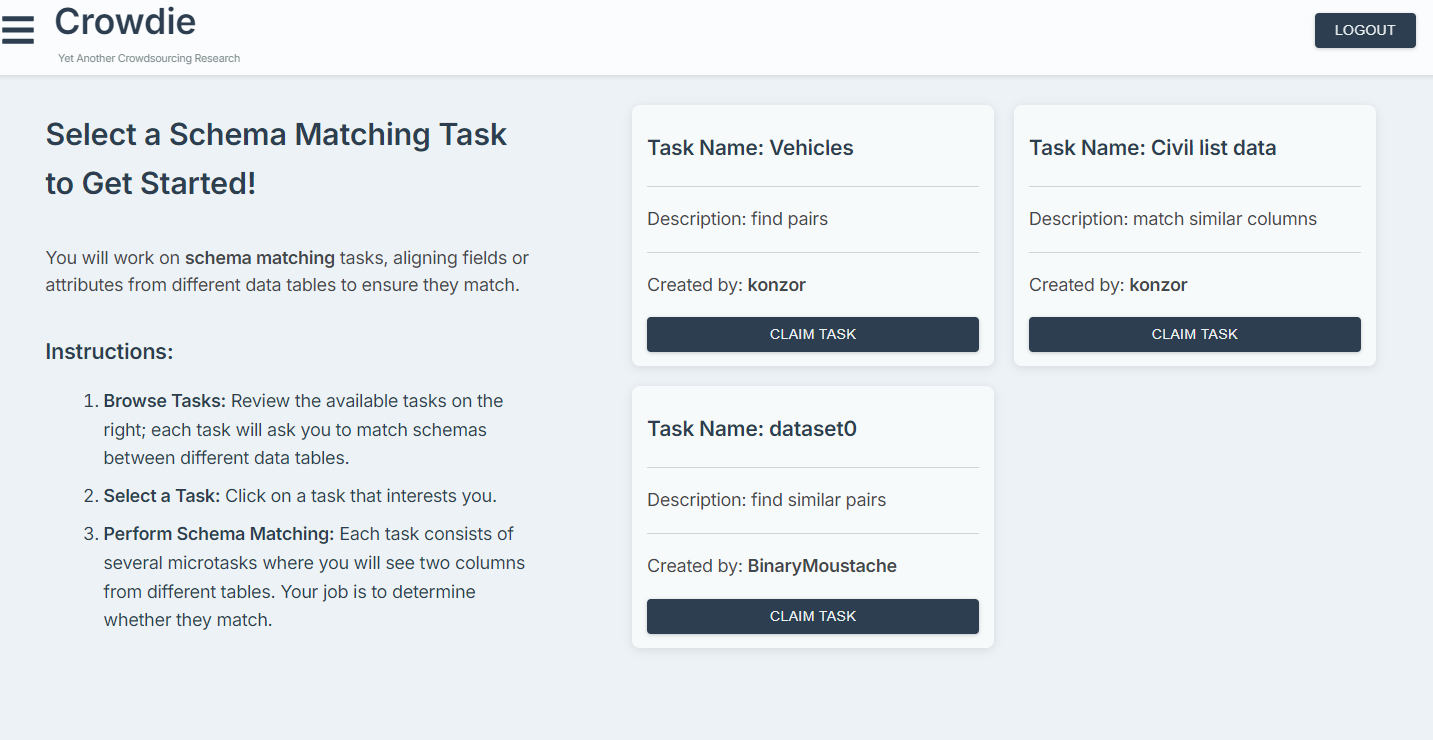 Crowdie
Yet Another Crowdsourcing Research
LOGOUT
Select a Schema Matching Task
to Get Started!
You will work on schema matching tasks, aligning fields or
attributes from different data tables to ensure they match.
Instructions:
1. Browse Tasks: Review the available tasks on the
right; each task will ask you to match schemas
between different data tables.
2. Select a Task: Click on a task that interests you.
3. Perform Schema Matching: Each task consists of
several microtasks where you will see two columns
from different tables. Your job is to determine
whether they match.
Task Name: Vehicles
Description: find pairs
Created by: konzor
CLAIM TASK
Task Name: Civil list data
Description: match similar columns
Created by: konzor
CLAIM TASK
Task Name: dataset0
Description: find similar pairs
Created by: BinaryMoustache
CLAIM TASK